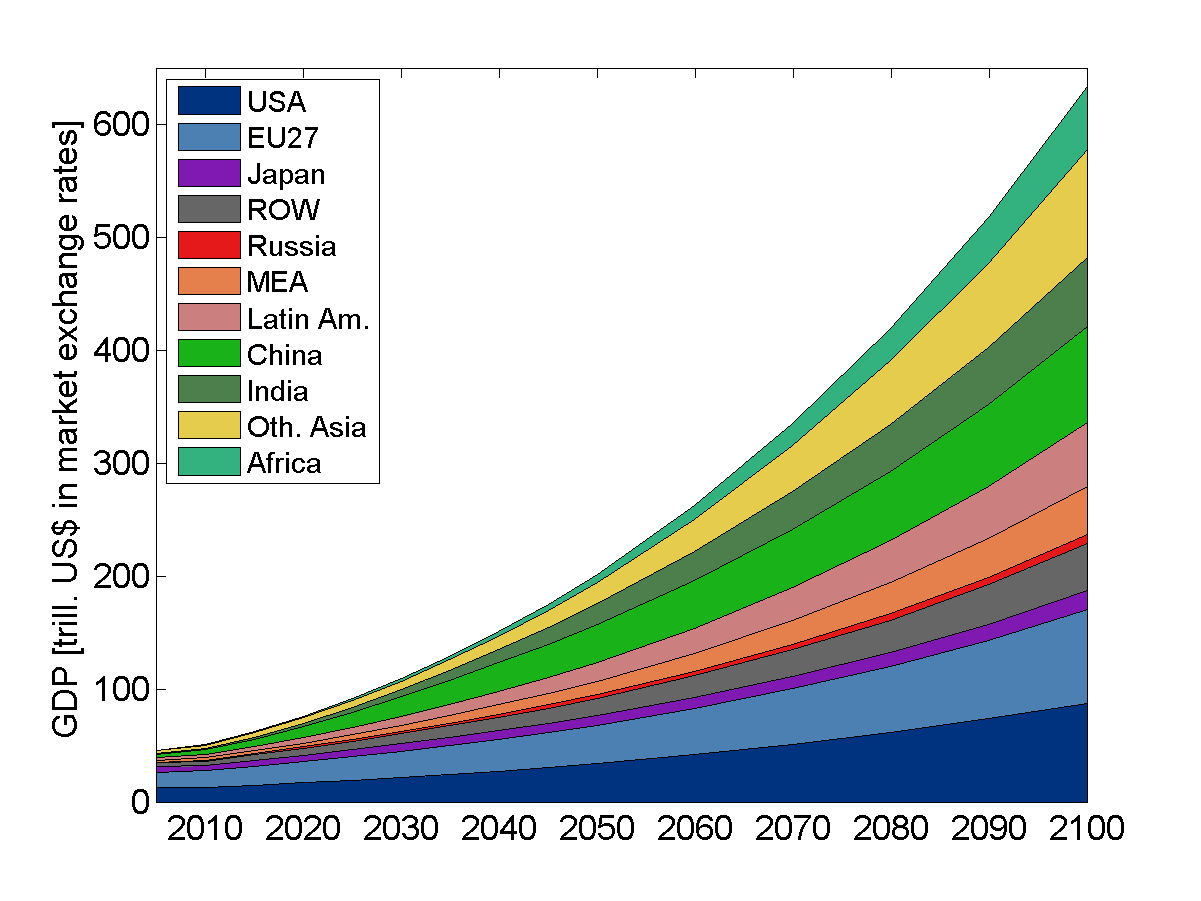 GDP [trill. US$ in market exchange rates]
600
500
400
300
200
100
0
USA
EU27
Japan
ROW
Russia
MEA
Latin Am.
China
India
Oth. Asia
Africa
2010 2020 2030 2040 2050 2060 2070 2080 2090 2100